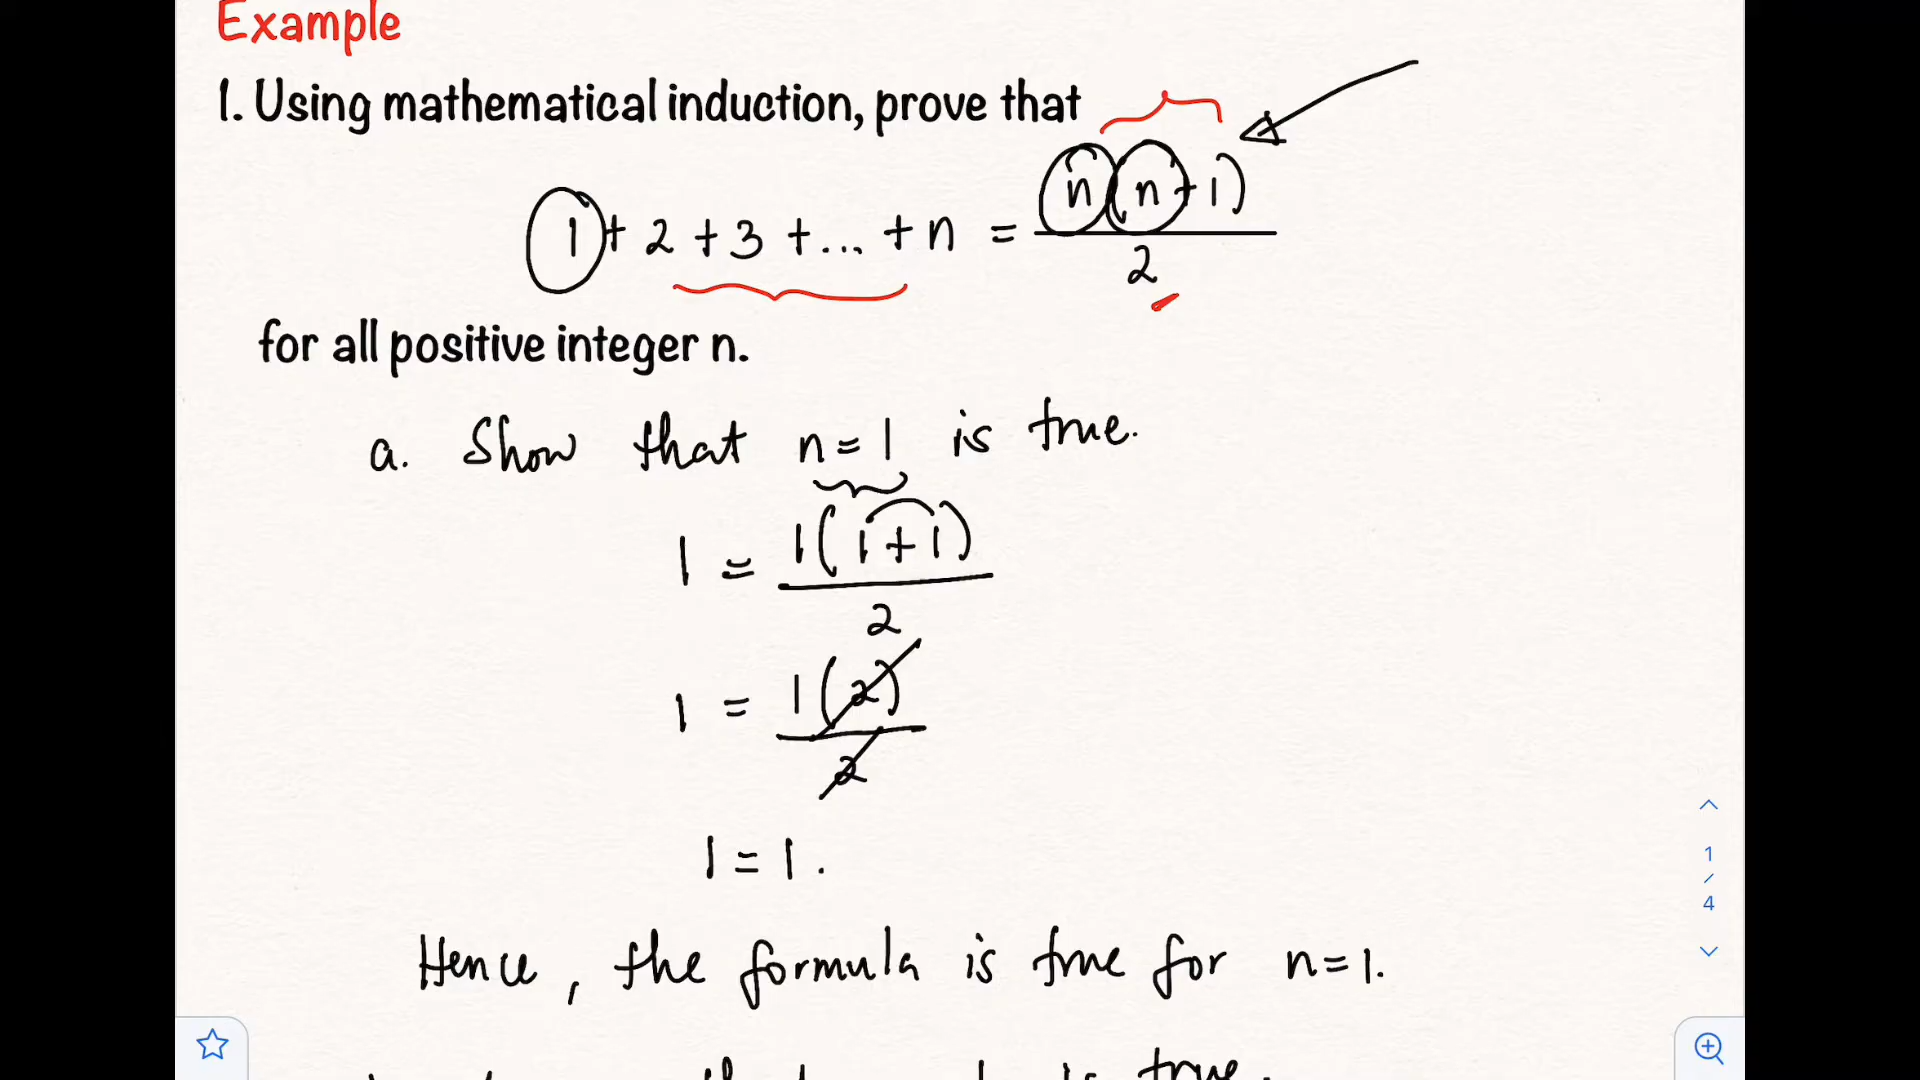 Example
1. Using mathematical induction, prove that
1 + 2 + 3 + ... + n = n(n+1)/2
for all positive integer n.
a. Show that n = 1 is true.
1 = 1(1+1)/2
1 = 1(2)/2
1 = 1.
Hence, the formula is true for n = 1.
is true.
1
/
4